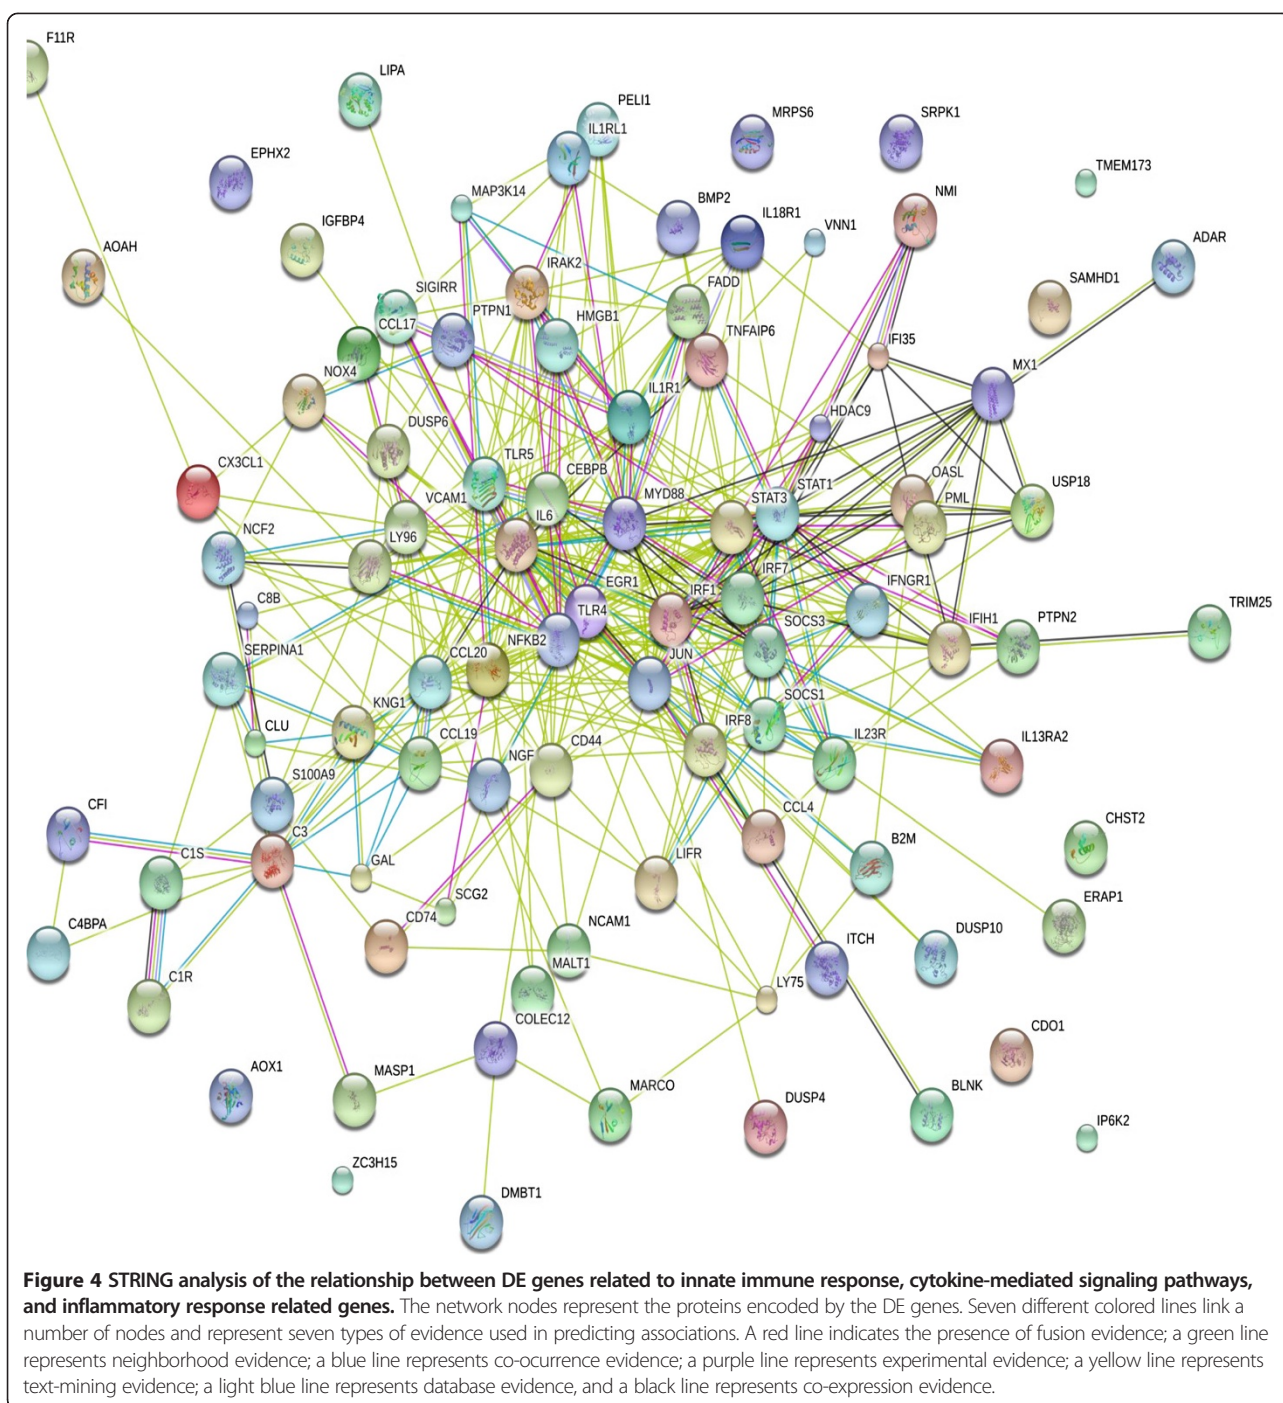 F11R
LIPA
PELI1
IL1RL1
MRPS6
SRPK1
EPHX2
TMEM173
MAP3K14
BMP2
IL18R1
VNN1
NMI
IGFBP4
AOAH
ADAR
IRAK2
SAMHD1
SIGIRR
FADD
CCL17
PTPN1
HMGB1
TNFAIP6
IFI35
MX1
NOX4
IL1R1
HDAC9
DUSP6
CX3CL1
TLR5
CEBPB
OASL
USP18
VCAM1
MYD88
STAT3
STAT1
PML
IL6
NCF2
LY96
IRF7
EGR1
IRF1
IFNGR1
C8B
TLR4
TRIM25
SOCS3
IFIH1
PTPN2
NFKB2
SERPINA1
CCL20
JUN
KNG1
SOCS1
CLU
IRF8
CCL19
IL23R
IL13RA2
NGF
CD44
S100A9
CFI
CCL4
C3
CHST2
C1S
GAL
LIFR
B2M
SCG2
ERAP1
C4BPA
CD74
NCAM1
DUSP10
ITCH
MALT1
C1R
LY75
COLEC12
CDO1
AOX1
MASP1
MARCO
DUSP4
BLNK
IP6K2
ZC3H15
DMBT1
Figure 4 STRING analysis of the relationship between DE genes related to innate immune response, cytokine-mediated signaling pathways,
and inflammatory response related genes. The network nodes represent the proteins encoded by the DE genes. Seven different colored lines link a
number of nodes and represent seven types of evidence used in predicting associations. A red line indicates the presence of fusion evidence; a green line
represents neighborhood evidence; a blue line represents co-ocurrence evidence; a purple line represents experimental evidence; a yellow line represents
text-mining evidence; a light blue line represents database evidence, and a black line represents co-expression evidence.